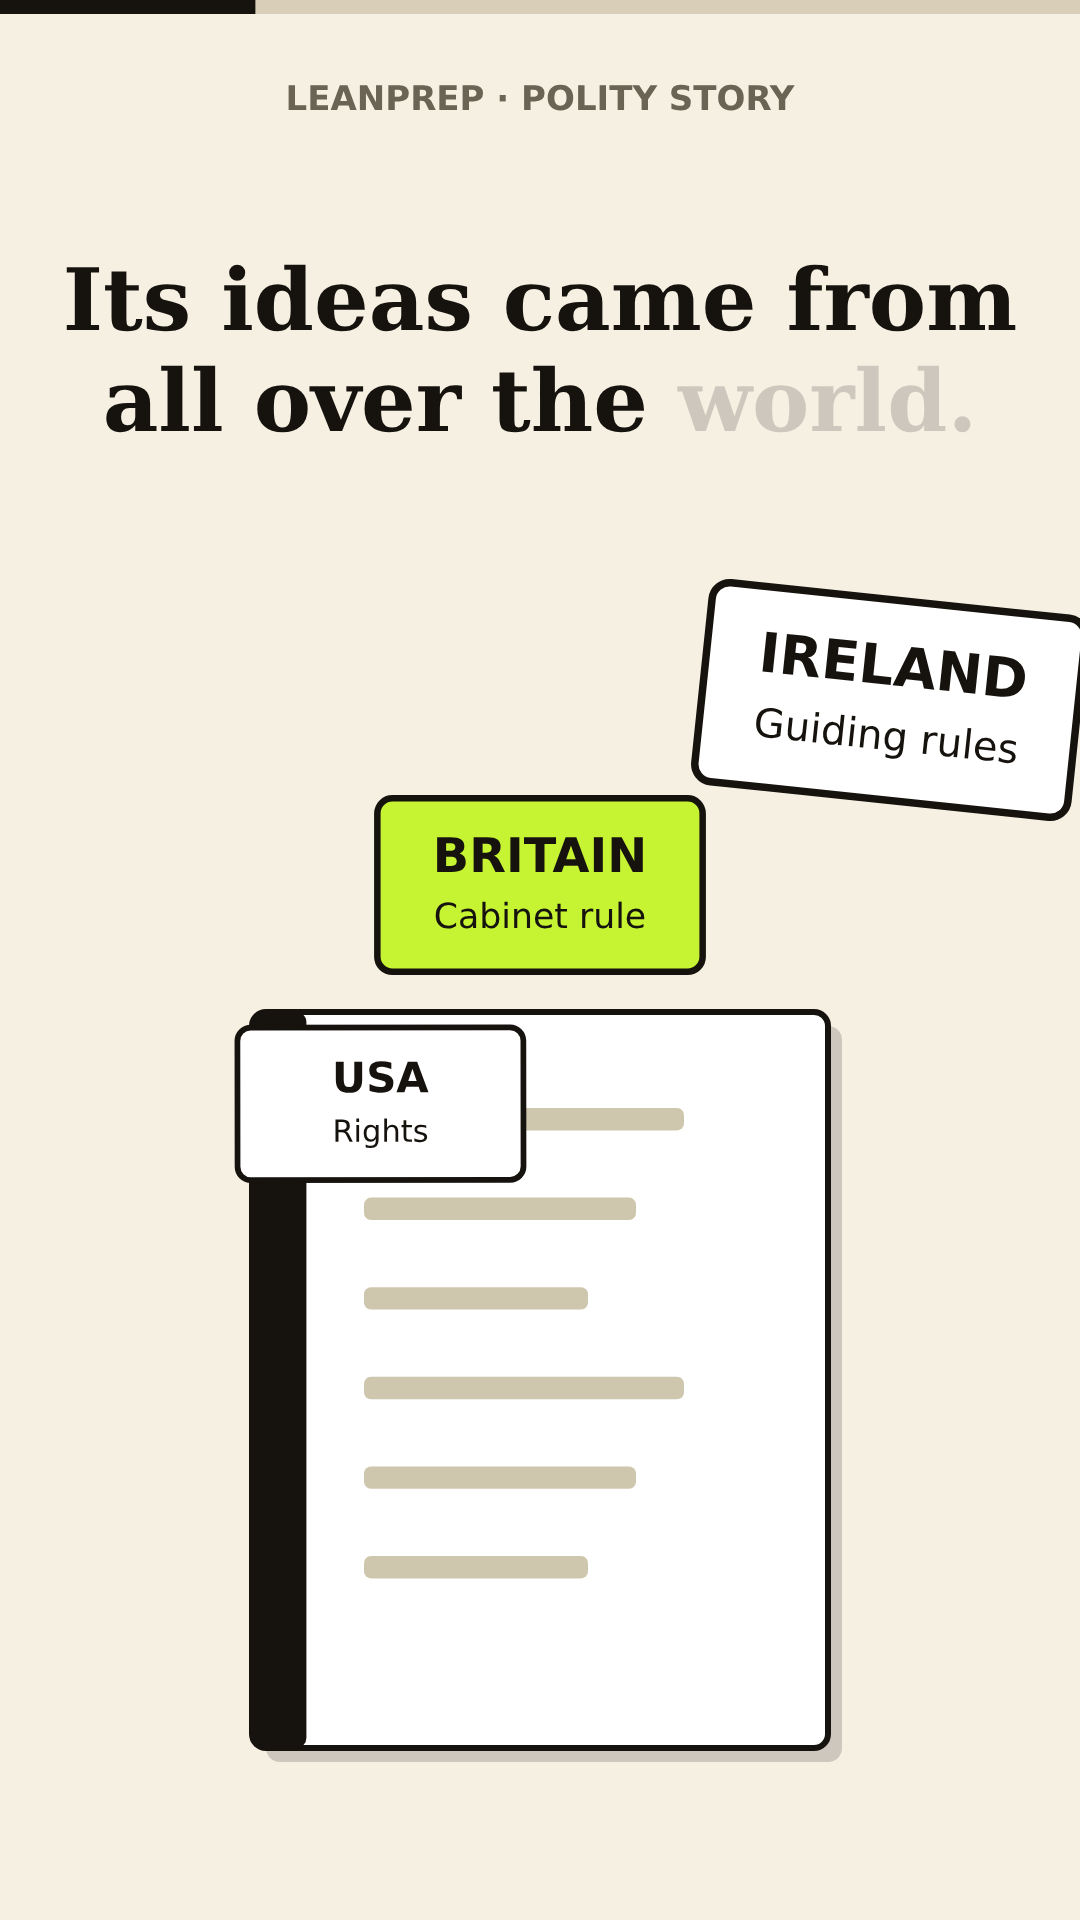 LEANPREP · POLITY STORY
Its ideas came from
all over the world.
IRELAND
Guiding rules
BRITAIN
Cabinet rule
USA
Rights